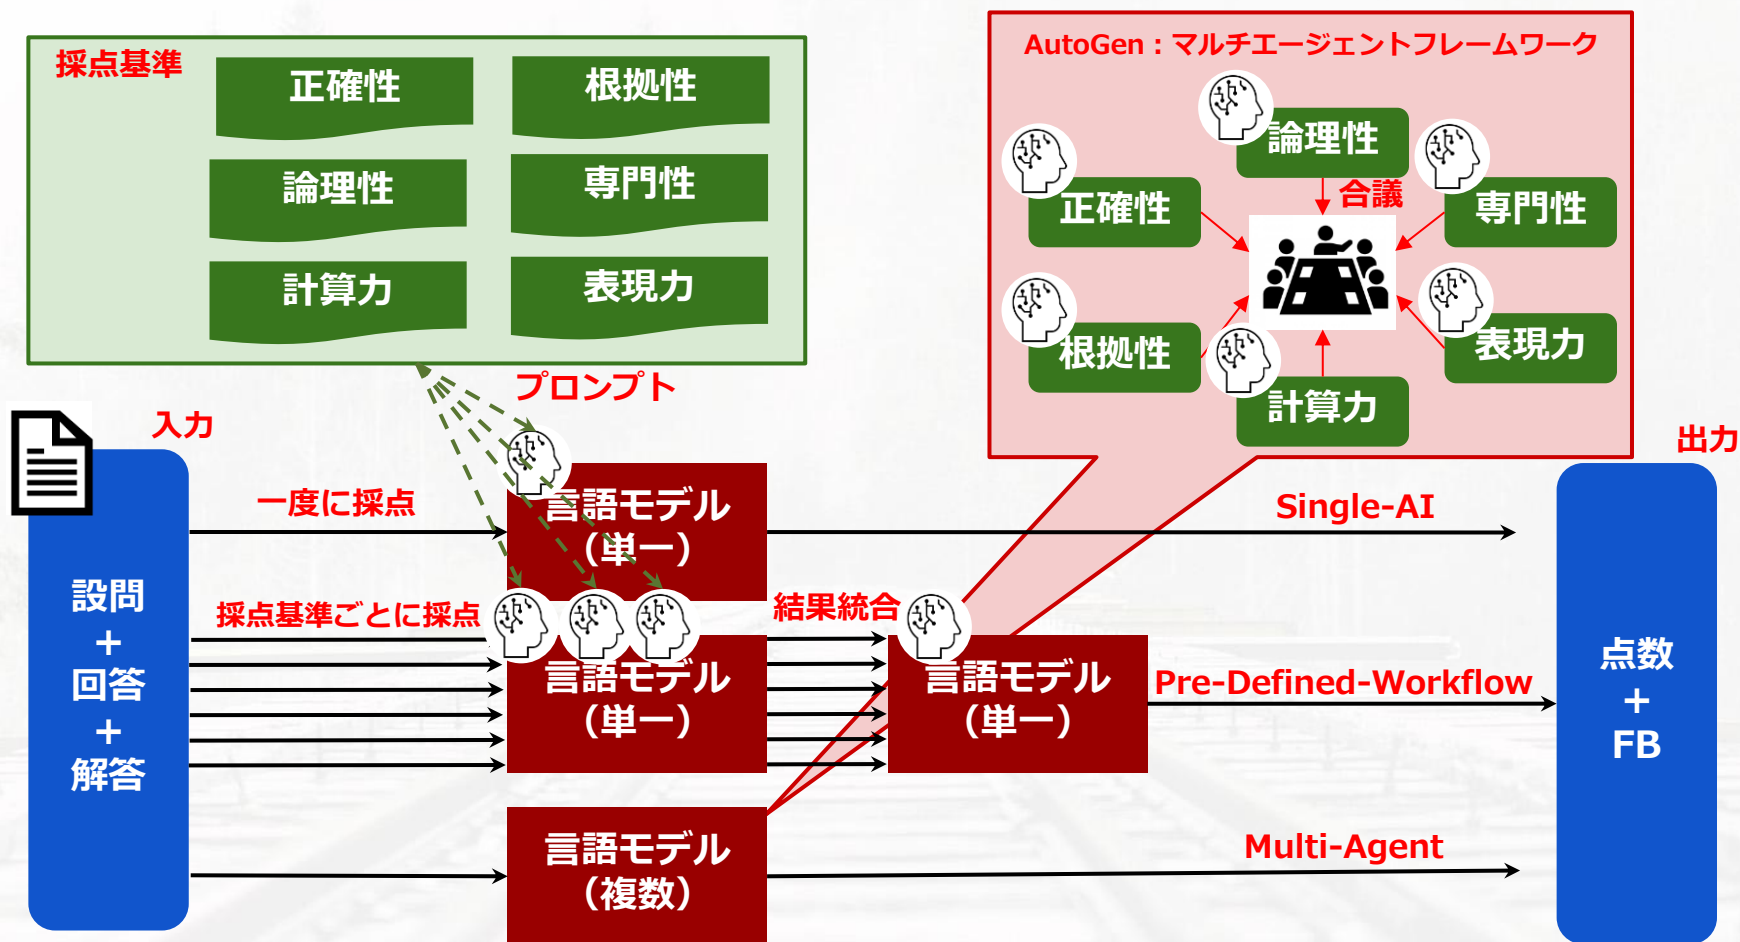 採点基準
正確性
根拠性
論理性
専門性
計算力
表現力
プロンプト
AutoGen：マルチエージェントフレームワーク
論理性
正確性
合議
専門性
根拠性
表現力
計算力
入力
出力
設問
+
回答
+
解答
一度に採点
言語モデル
（単一）
Single-AI
採点基準ごとに採点
言語モデル
（単一）
結果統合
言語モデル
（単一）
Pre-Defined-Workflow
言語モデル
（複数）
Multi-Agent
点数
+
FB